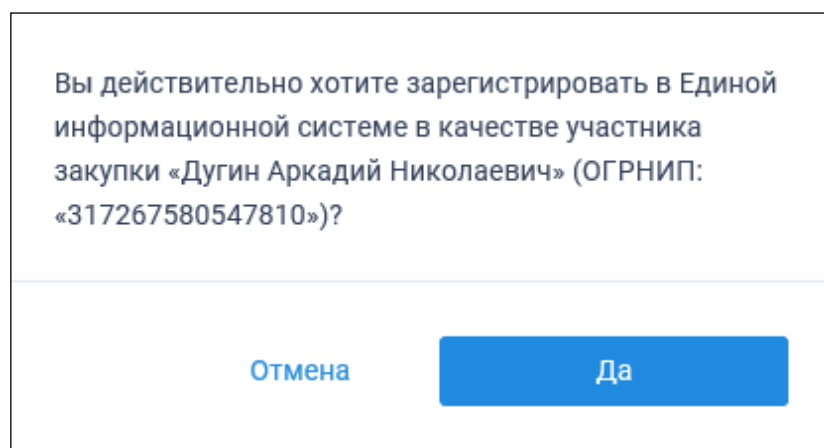 Вы действительно хотите зарегистрировать в Единой
информационной системе в качестве участника
закупки «Дугин Аркадий Николаевич» (ОГРНИП:
«317267580547810»)?
Отмена
Да